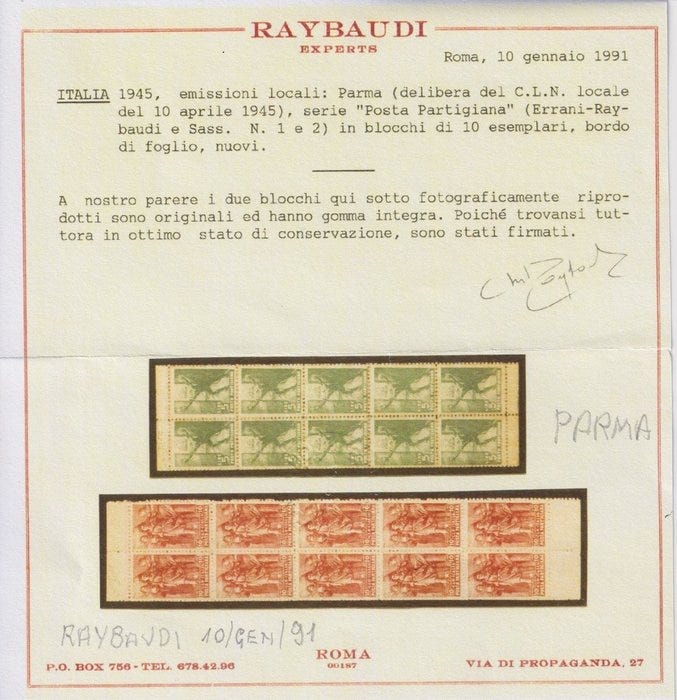 RAYBAUDI
EXPERTS
Roma, 10 gennaio 1991
ITALIA 1945, emissioni locali: Parma (delibera del C.L.N. locale
del 10 aprile 1945), serie "Posta Partigiana" (Errani-Ray-
baudi e Sass. N. 1 e 2) in blocchi di 10 esemplari, bordo
di foglio, nuovi.
A nostro parere i due blocchi qui sotto fotograficamente ripro-
dotti sono originali ed hanno gomma integra. Poiché trovansi tut-
tora in ottimo stato di conservazione, sono stati firmati.
PARMA
RAYBAUDI 10/GEN/91
ROMA
00187
P.O. BOX 756 - TEL. 678.42.96
VIA DI PROPAGANDA, 27